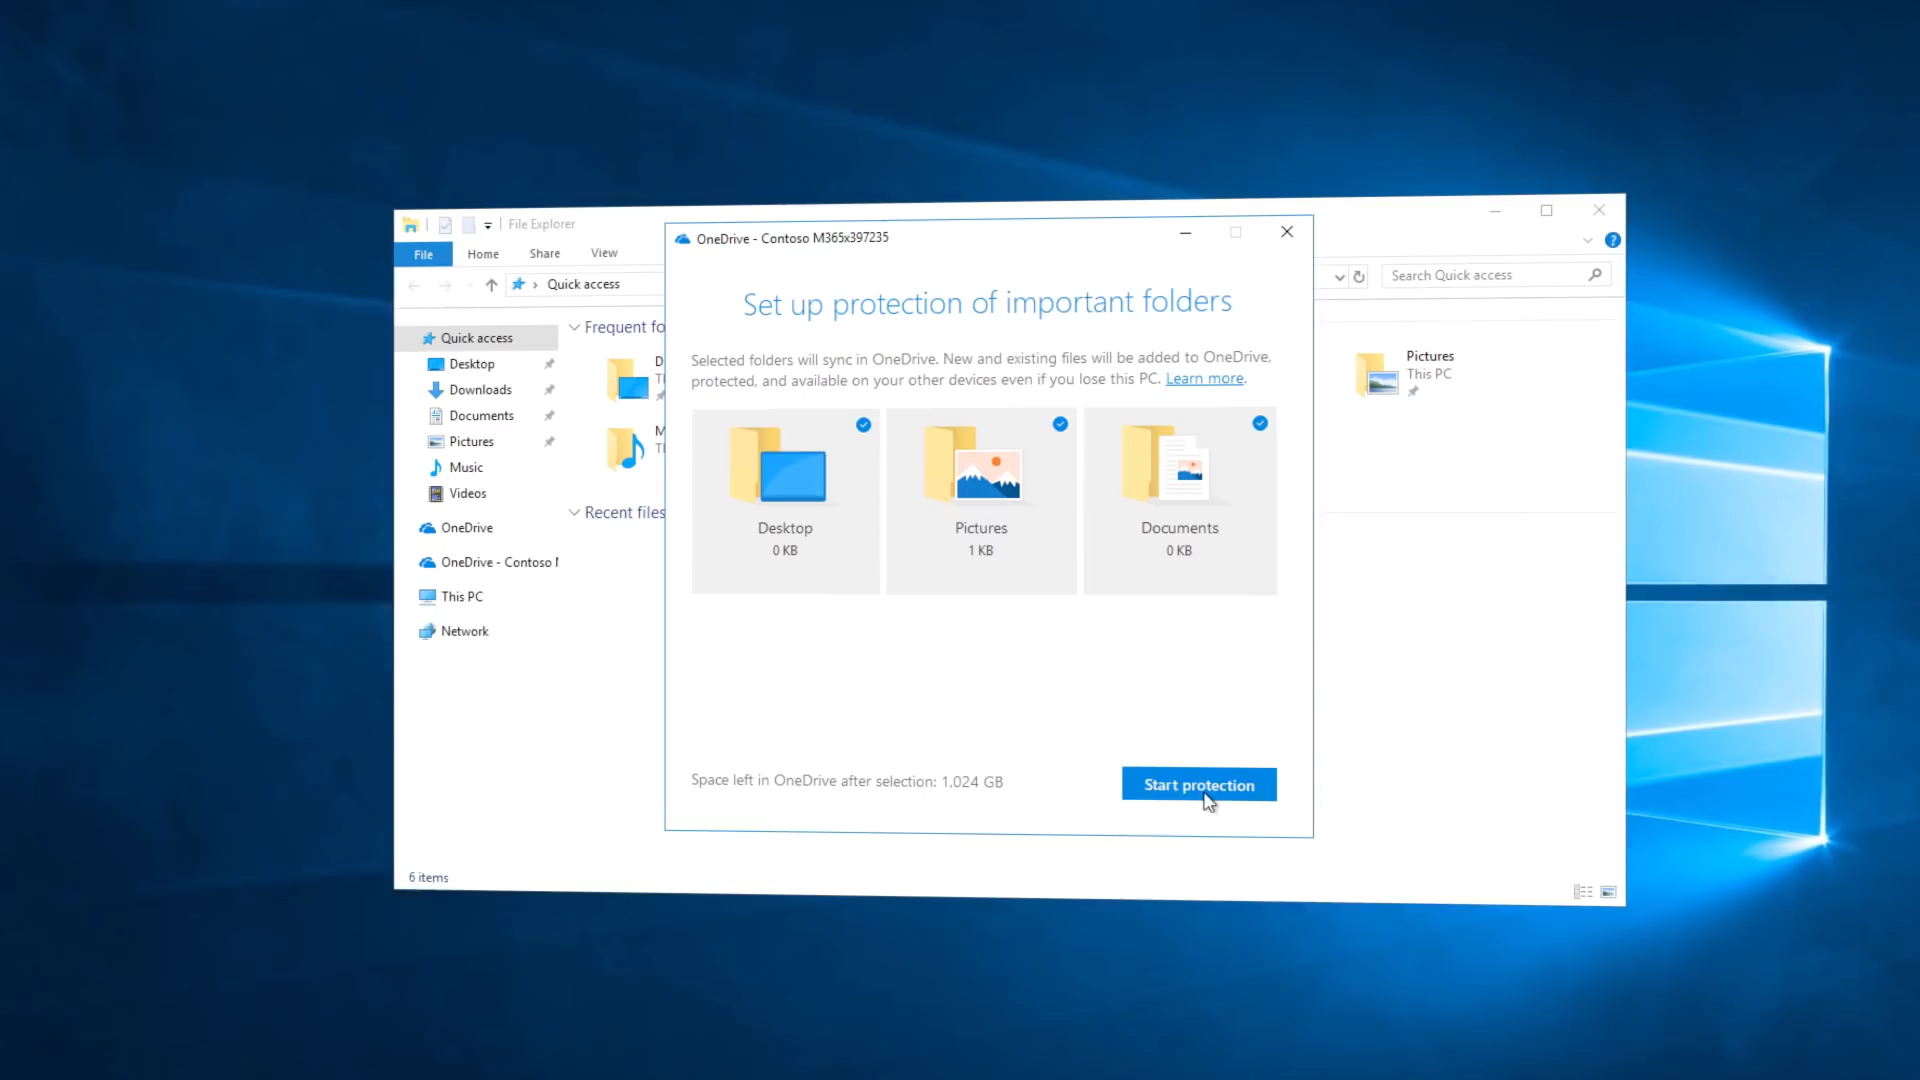 File Explorer
File Home Share View
Quick access
Search Quick access
Quick access
Desktop
Downloads
Documents
Pictures
Music
Videos
OneDrive
OneDrive - Contoso
This PC
Network
Frequent fo
D
Th
M
Th
Recent files
Pictures
This PC
6 items
OneDrive - Contoso M365x397235
Set up protection of important folders
Selected folders will sync in OneDrive. New and existing files will be added to OneDrive,
protected, and available on your other devices even if you lose this PC. Learn more.
Desktop
0 KB
Pictures
1 KB
Documents
0 KB
Space left in OneDrive after selection: 1,024 GB
Start protection